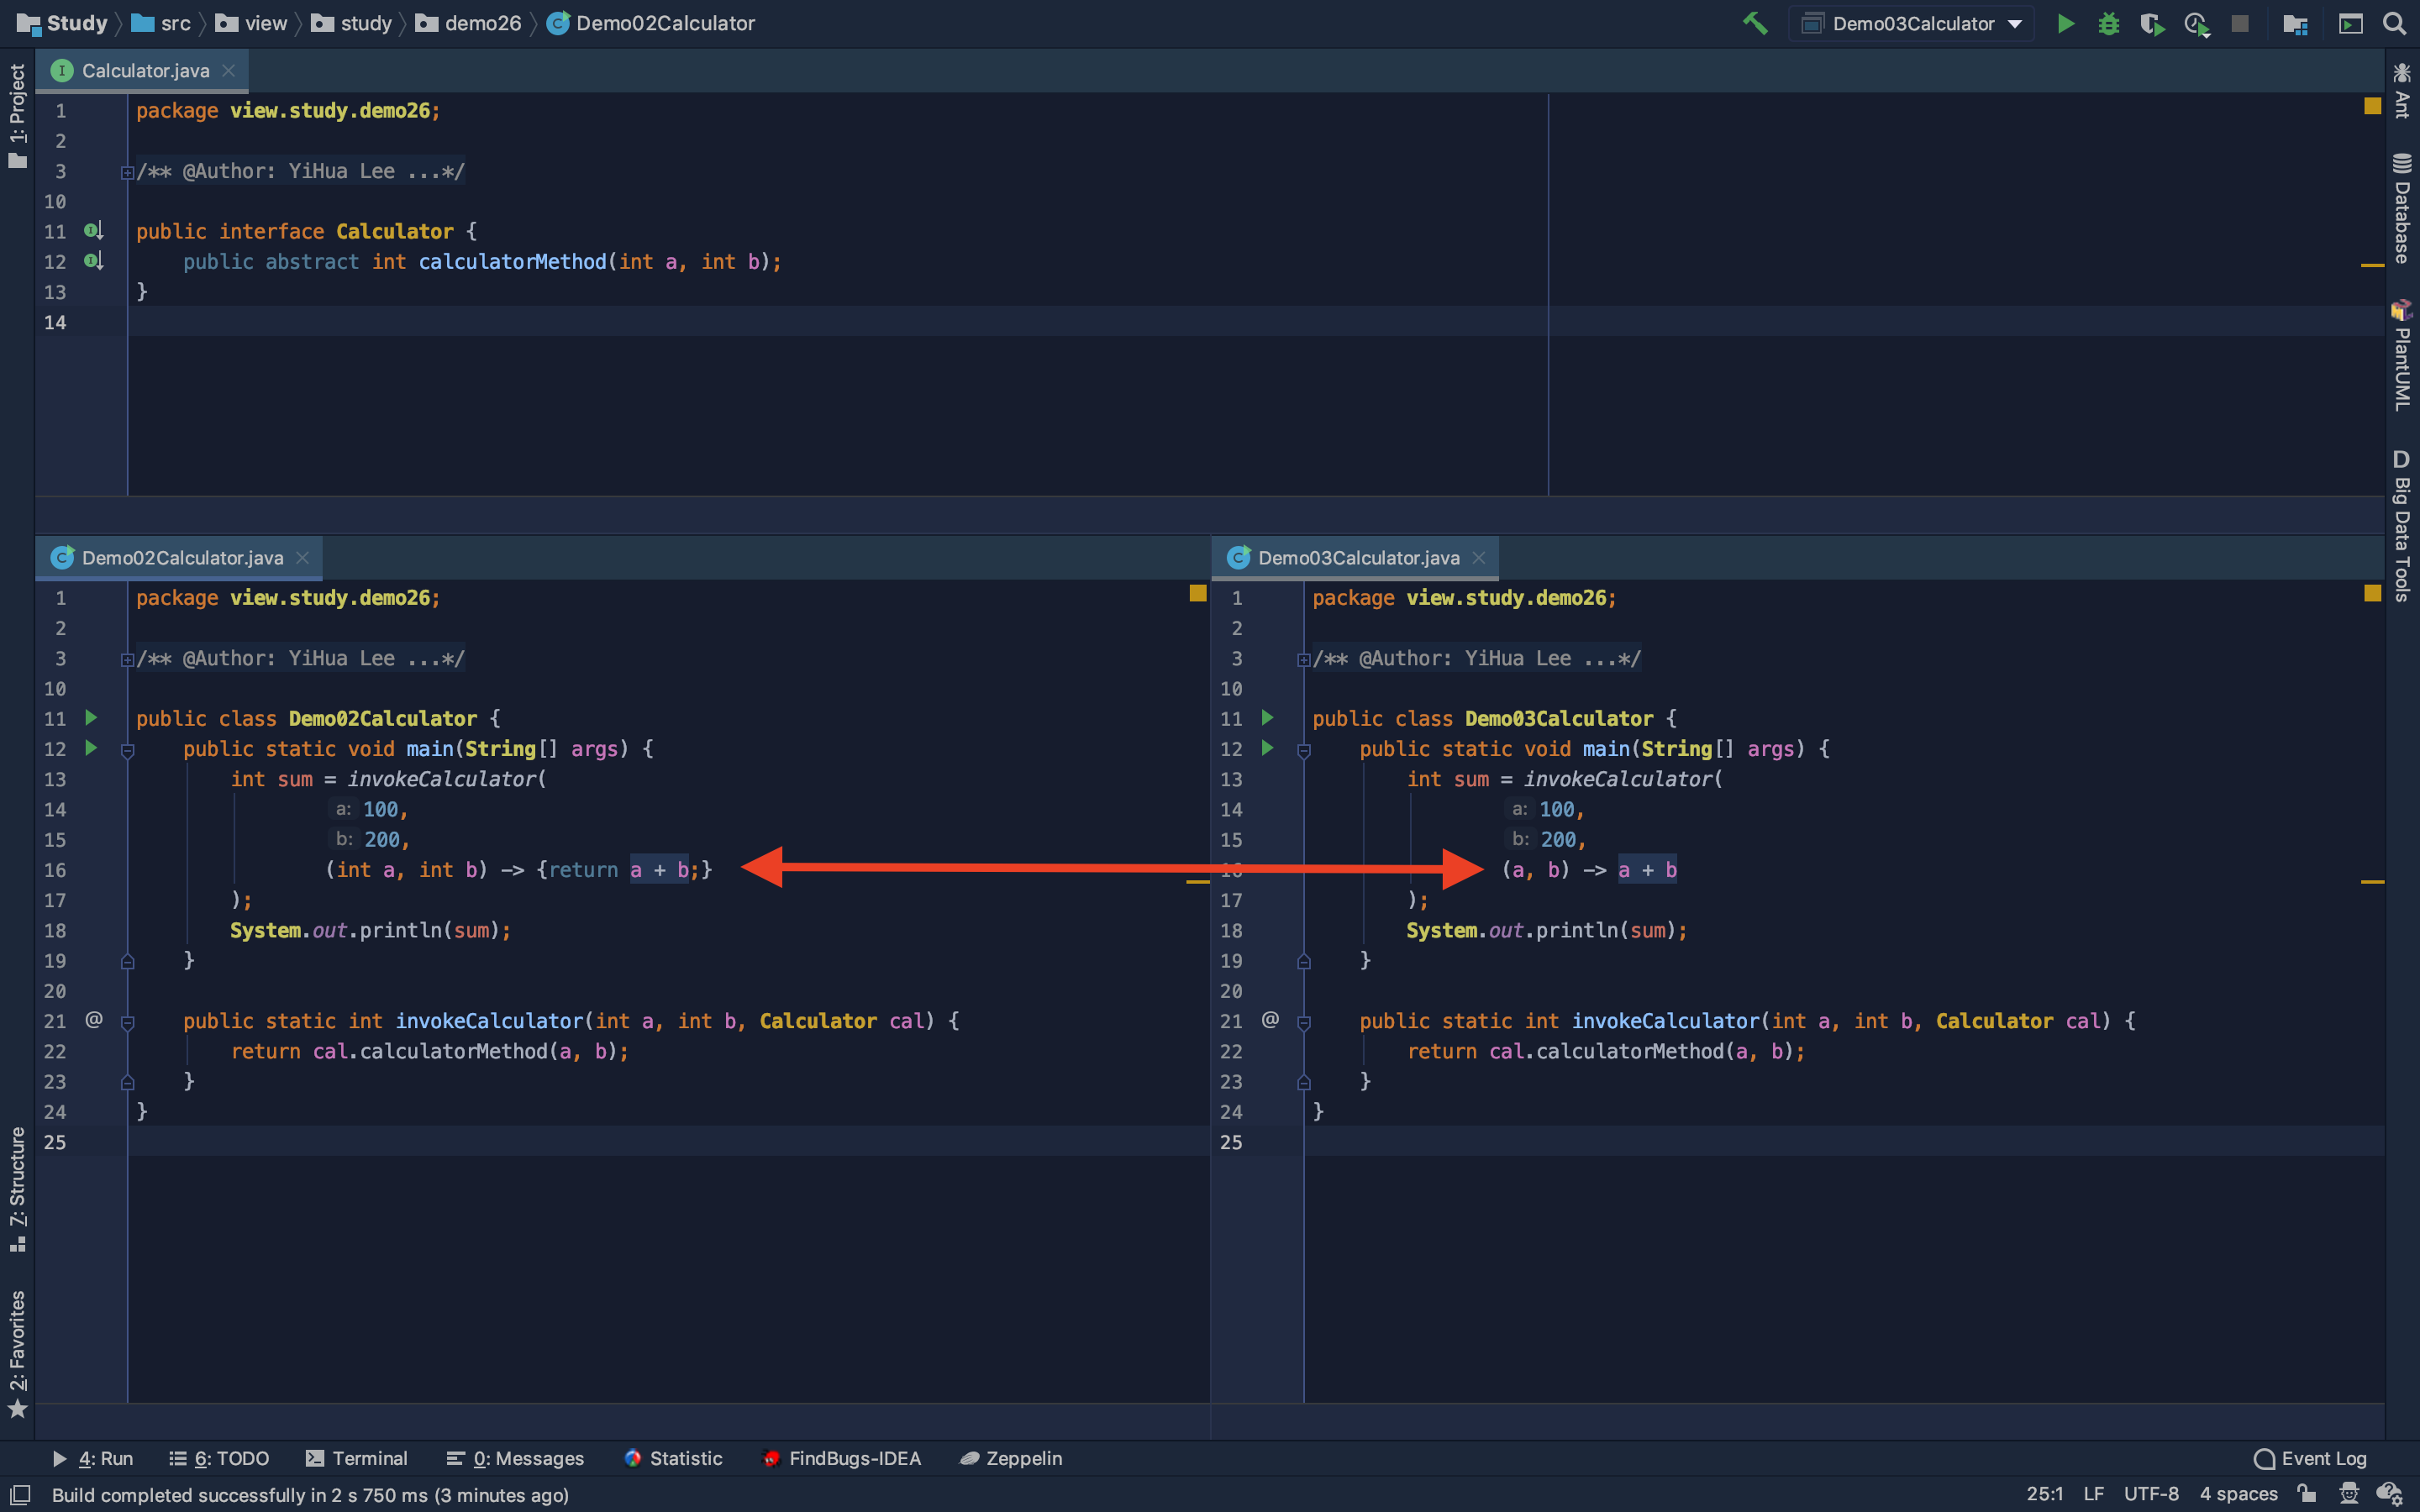 Study src view study demo26 Demo02Calculator Demo03Calculator
1: Project
Calculator.java
1 package view.study.demo26;
2
3 /** @Author: YiHua Lee ...*/
10
11 public interface Calculator {
12 public abstract int calculatorMethod(int a, int b);
13 }
14
Ant
Database
PlantUML
D Big Data Tools
Demo02Calculator.java
1 package view.study.demo26;
2
3 /** @Author: YiHua Lee ...*/
10
11 public class Demo02Calculator {
12 public static void main(String[] args) {
13 int sum = invokeCalculator(
14 a: 100,
15 b: 200,
16 (int a, int b) -> {return a + b;}
17 );
18 System.out.println(sum);
19 }
20
21 @ public static int invokeCalculator(int a, int b, Calculator cal) {
22 return cal.calculatorMethod(a, b);
23 }
24 }
25
Demo03Calculator.java
1 package view.study.demo26;
2
3 /** @Author: YiHua Lee ...*/
10
11 public class Demo03Calculator {
12 public static void main(String[] args) {
13 int sum = invokeCalculator(
14 a: 100,
15 b: 200,
16 (a, b) -> a + b
17 );
18 System.out.println(sum);
19 }
20
21 @ public static int invokeCalculator(int a, int b, Calculator cal) {
22 return cal.calculatorMethod(a, b);
23 }
24 }
25
7: Structure
2: Favorites
4: Run 6: TODO Terminal 0: Messages Statistic FindBugs-IDEA Zeppelin Event Log
Build completed successfully in 2 s 750 ms (3 minutes ago) 25:1 LF UTF-8 4 spaces